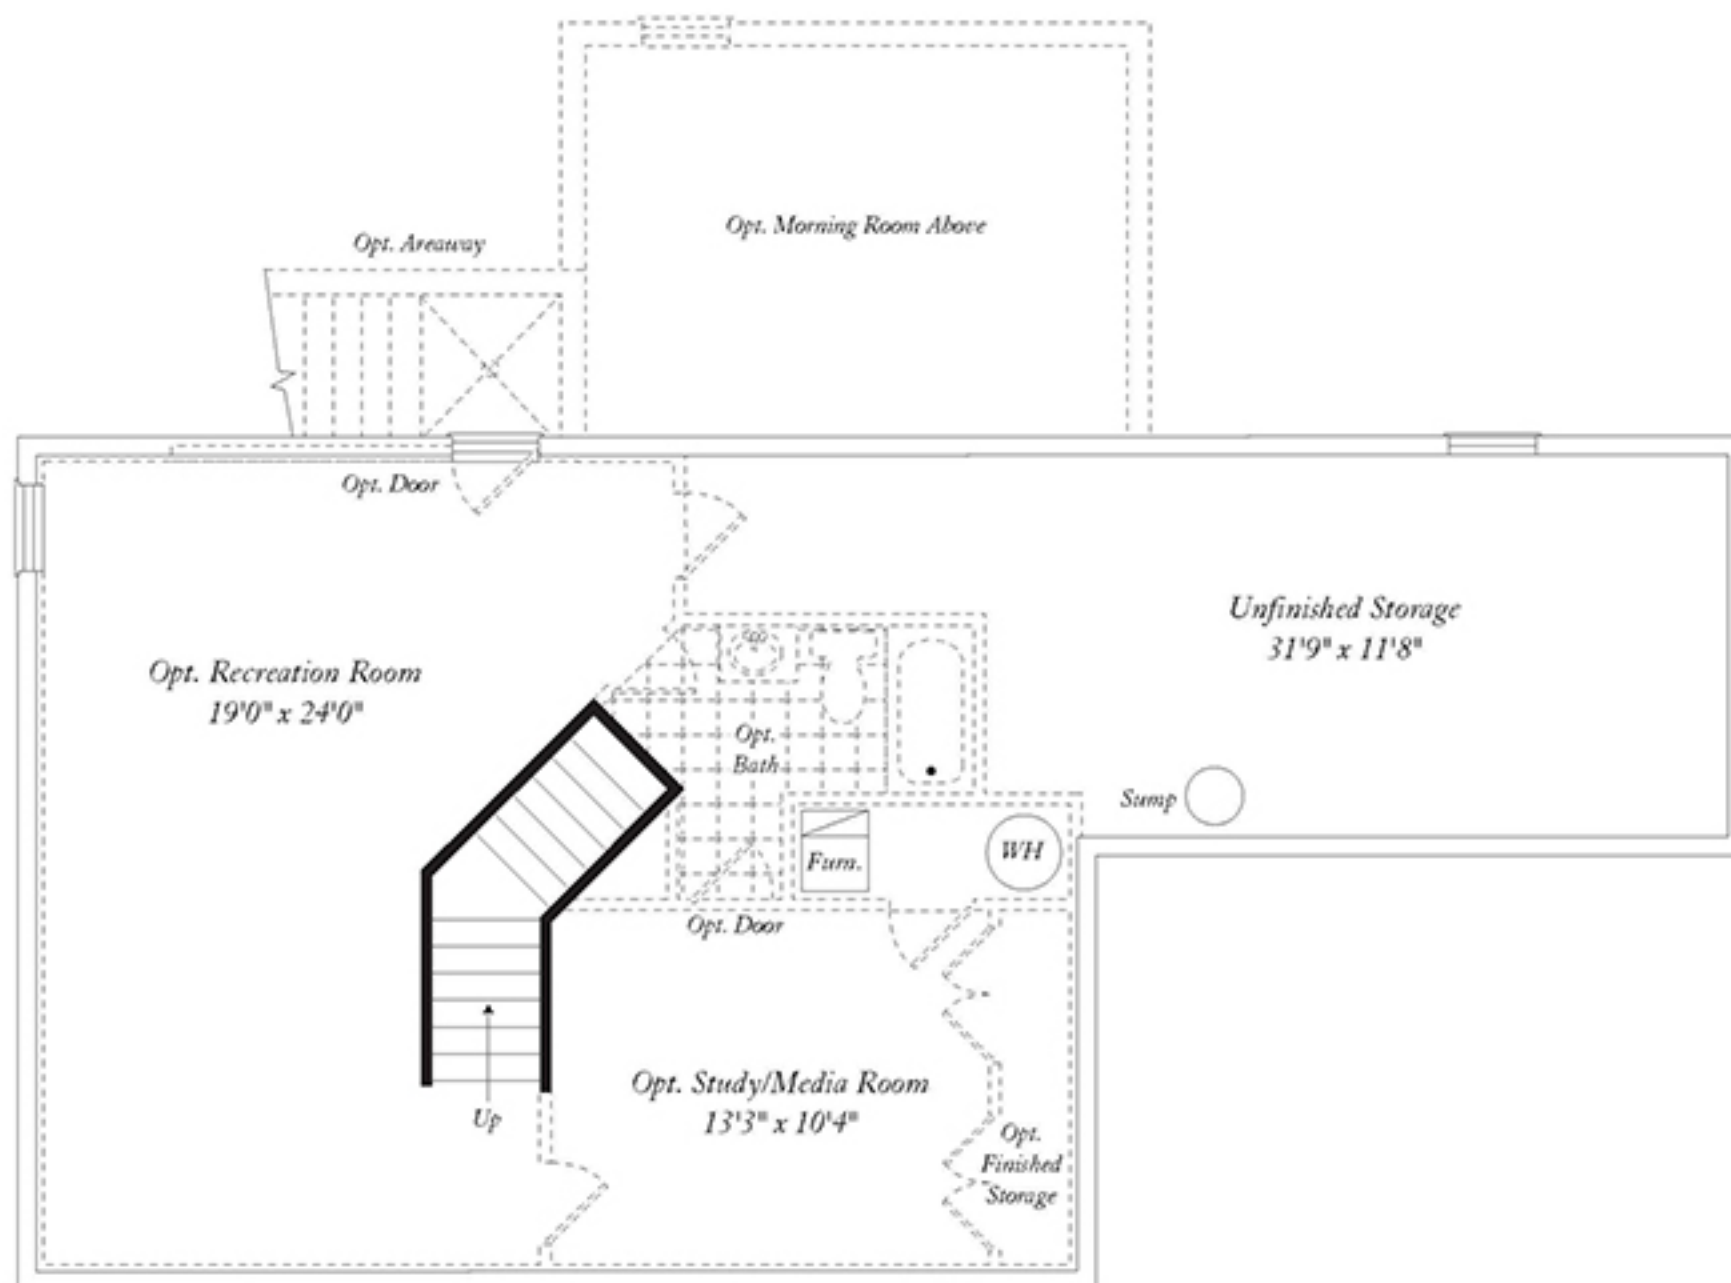 Opt. Morning Room Above
Opt. Areaway
Opt. Door
Unfinished Storage
31'9" x 11'8"
Opt. Recreation Room
19'0" x 24'0"
Opt.
Bath
Sump
Furn.
WH
Opt. Door
Opt. Study/Media Room
13'3" x 10'4"
Up
Opt.
Finished
Storage